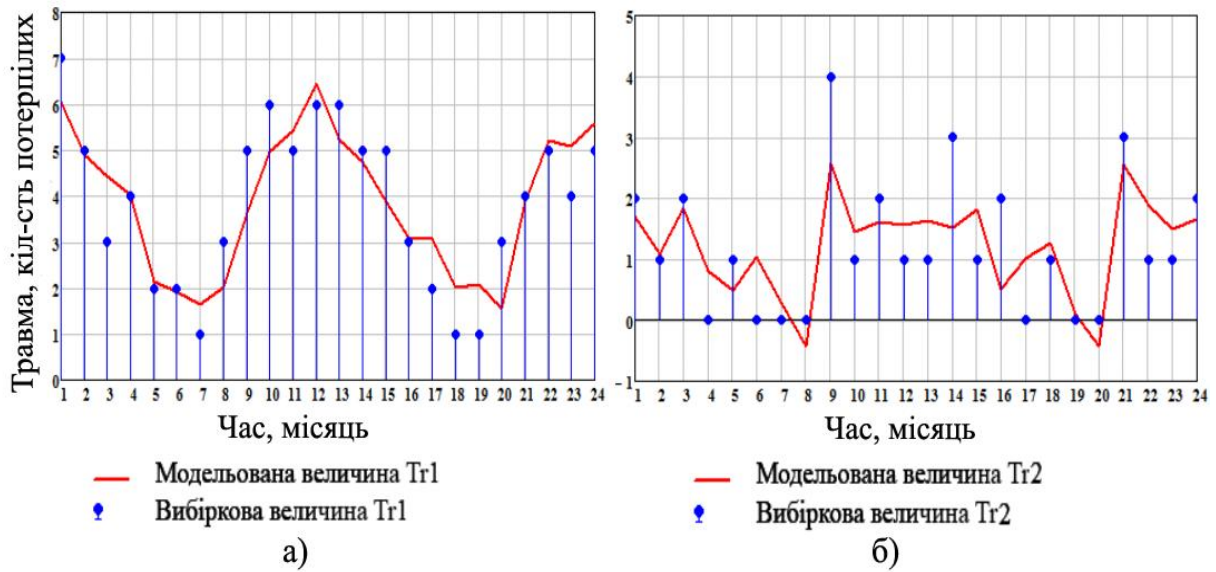 Травма, кіл-сть потерпілих
8
7
6
5
4
3
2
1
0
1 2 3 4 5 6 7 8 9 10 11 12 13 14 15 16 17 18 19 20 21 22 23 24
Час, місяць
Модельована величина Tr1
Вибіркова величина Tr1
а)
5
4
3
2
1
0
-1
1 2 3 4 5 6 7 8 9 10 11 12 13 14 15 16 17 18 19 20 21 22 23 24
Час, місяць
Модельована величина Tr2
Вибіркова величина Tr2
б)